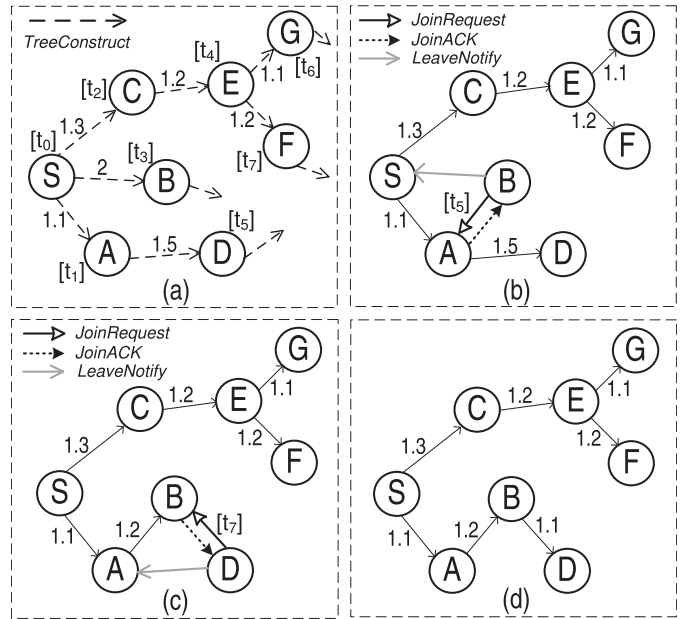 TreeConstruct
[t4]
G
[t2]
1.2
E
1.1
[t6]
C
1.3
1.2
F
[t0]
[t3]
[t7]
S
2
B
1.1
[t5]
A
1.5
D
[t1]
(a)
JoinRequest
JoinACK
LeaveNotify
G
1.2
E
1.1
C
1.3
1.2
F
S
B
[t5]
1.1
A
1.5
D
(b)
JoinRequest
JoinACK
LeaveNotify
G
1.2
E
1.1
C
1.3
1.2
F
S
B
1.1
1.2
[t7]
A
D
(c)
G
1.2
E
1.1
C
1.3
1.2
F
S
B
1.1
1.2
1.1
A
D
(d)